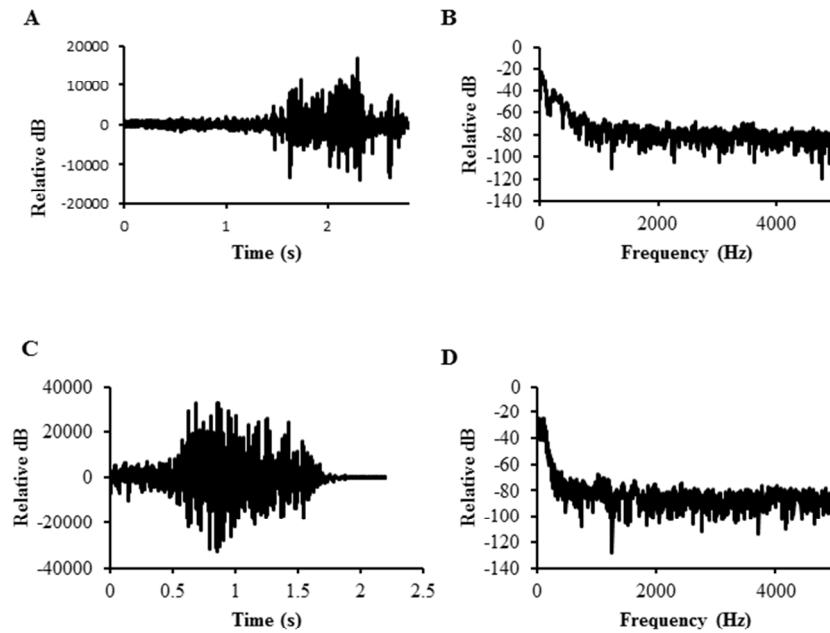 A
20000
10000
0
-10000
-20000
Relative dB
0 1 2
Time (s)
B
0
-20
-40
-60
-80
-100
-120
-140
Relative dB
0 2000 4000
Frequency (Hz)
C
40000
20000
0
-20000
-40000
Relative dB
0 0.5 1 1.5 2 2.5
Time (s)
D
0
-20
-40
-60
-80
-100
-120
-140
Relative dB
0 2000 4000
Frequency (Hz)